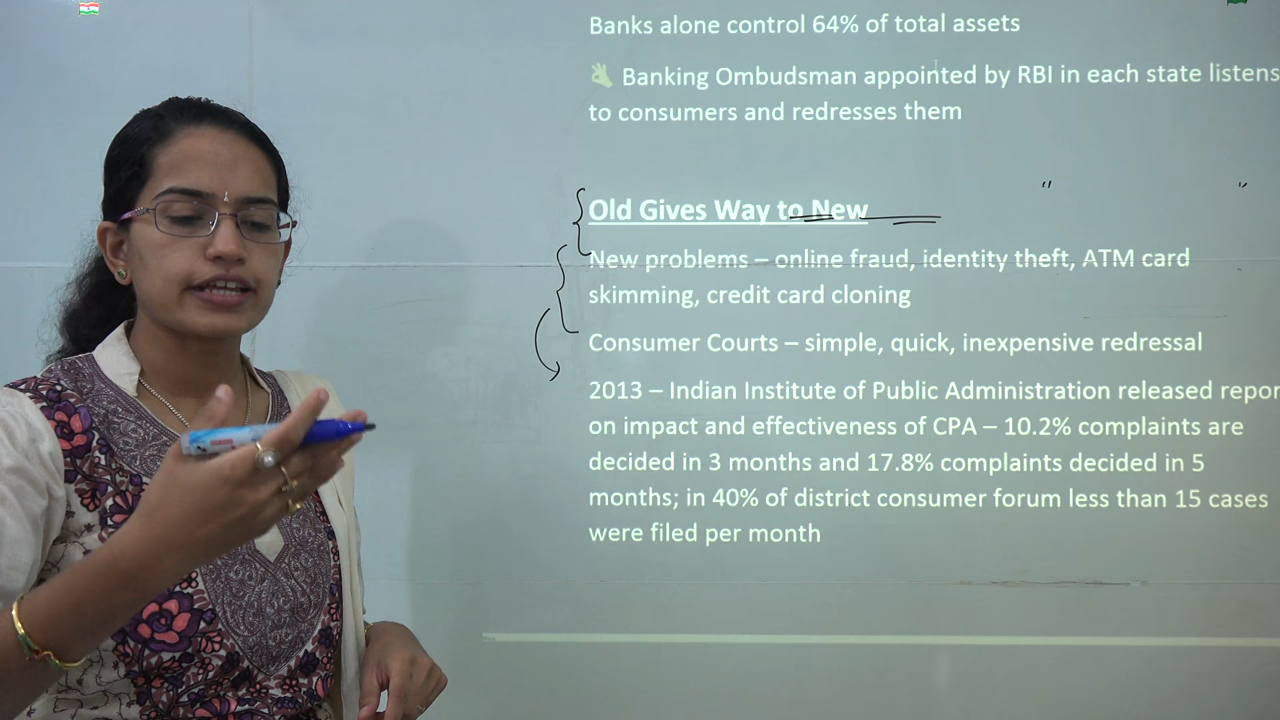 Banks alone control 64% of total assets
Banking Ombudsman appointed by RBI in each state listens
to consumers and redresses them
Old Gives Way to New
New problems – online fraud, identity theft, ATM card
skimming, credit card cloning
Consumer Courts – simple, quick, inexpensive redressal
2013 – Indian Institute of Public Administration released repor
on impact and effectiveness of CPA – 10.2% complaints are
decided in 3 months and 17.8% complaints decided in 5
months; in 40% of district consumer forum less than 15 cases
were filed per month